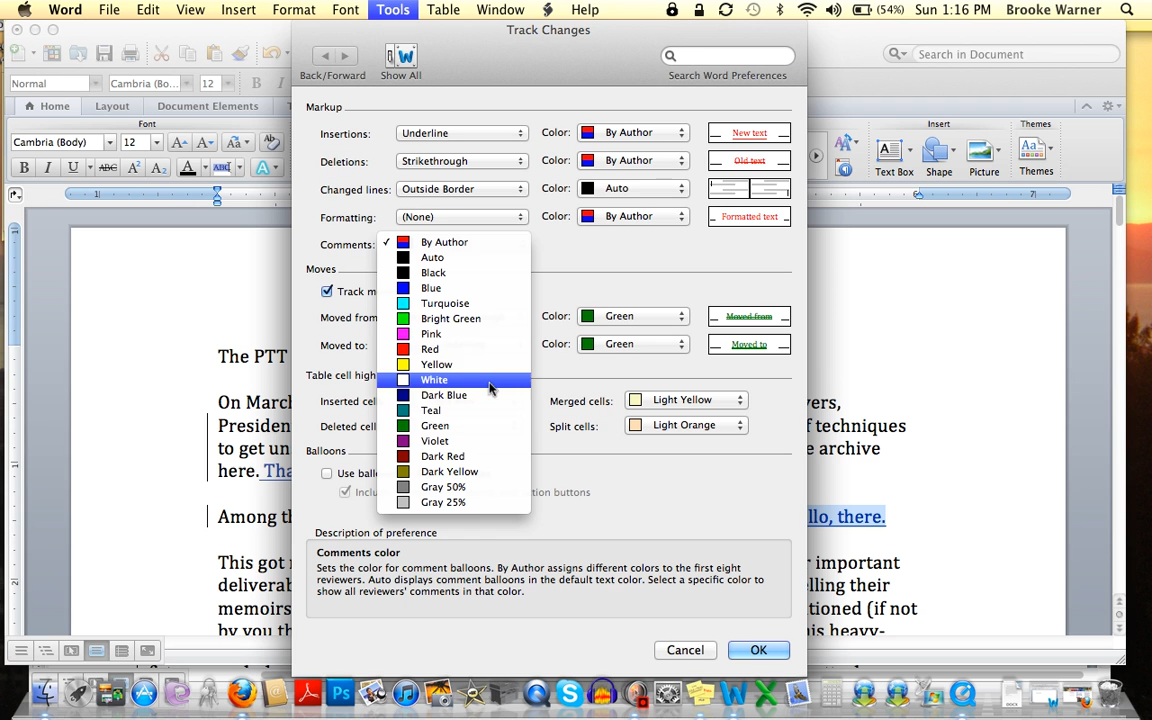 Word File Edit View Insert Format Font Tools Table Window Help (54%) Sun 1:16 PM Brooke Warner
Track Changes
Back/Forward Show All Search Word Preferences
Search in Document
Normal Cambria (Bo... 12 B I
Home Layout Document Elements
Font Insert Themes
Cambria (Body) 12 A A Aa Abc
B I U ABC A2 A2 A ABC A
Text Box Shape Picture Themes
Markup
Insertions: Underline Color: By Author New text
Deletions: Strikethrough Color: By Author Old text
Changed lines: Outside Border Color: Auto
Formatting: (None) Color: By Author Formatted text
Comments: ✓ By Author
Auto
Black
Blue
Turquoise
Bright Green
Pink
Red
Yellow
White
Dark Blue
Teal
Green
Violet
Dark Red
Dark Yellow
Gray 50%
Gray 25%
Moves
Track m
Moved from Color: Green Moved from
Moved to: Color: Green Moved to
Table cell high
Inserted cel Merged cells: Light Yellow
Deleted cell Split cells: Light Orange
Balloons
Use ball
Inclu tion buttons
Description of preference
Comments color
Sets the color for comment balloons. By Author assigns different colors to the first eight
reviewers. Auto displays comment balloons in the default text color. Select a specific color to
show all reviewers' comments in that color.
Cancel OK
The PTT
On March vers,
Presiden f techniques
to get un e archive
here. Tha
Among th llo, there.
This got r r important
deliverab elling their
memoirs tioned (if not
by you th his heavy-